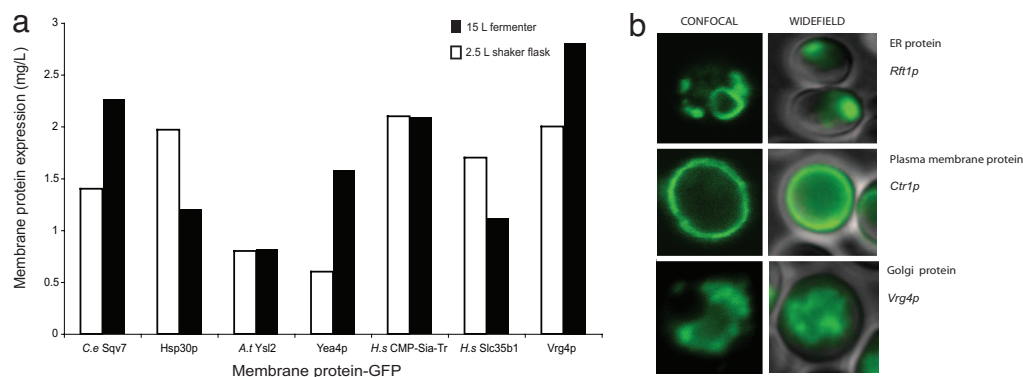 a
3
2.5
2
1.5
1
0.5
0
Membrane protein expression (mg/L)
15 L fermenter
2.5 L shaker flask
C.e Sqv7
Hsp30p
A.t Ysl2
Yea4p
H.s CMP-Sia-Tr
H.s Slc35b1
Vrg4p
Membrane protein-GFP
b
CONFOCAL
WIDEFIELD
ER protein
Rft1p
Plasma membrane protein
Ctr1p
Golgi protein
Vrg4p